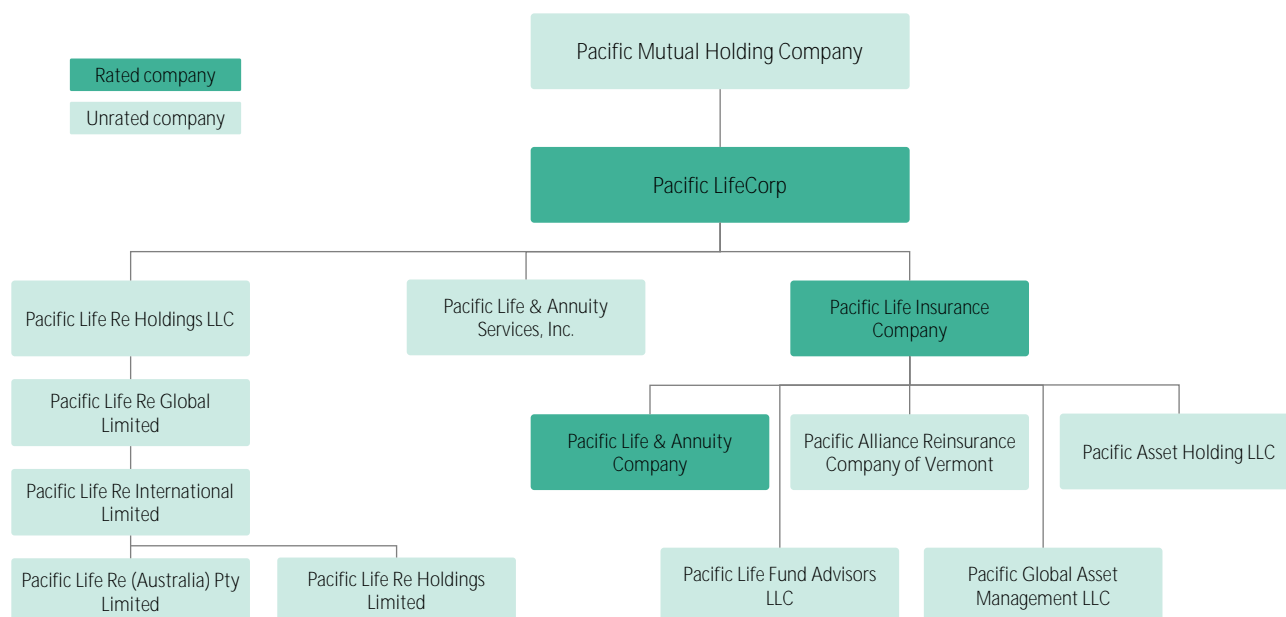 Pacific Mutual Holding Company
Rated company
Unrated company
Pacific LifeCorp
Pacific Life Re Holdings LLC
Pacific Life & Annuity
Services, Inc.
Pacific Life Insurance
Company
Pacific Life Re Global
Limited
Pacific Life & Annuity
Company
Pacific Alliance Reinsurance
Company of Vermont
Pacific Asset Holding LLC
Pacific Life Re International
Limited
Pacific Life Re (Australia) Pty
Limited
Pacific Life Re Holdings
Limited
Pacific Life Fund Advisors
LLC
Pacific Global Asset
Management LLC